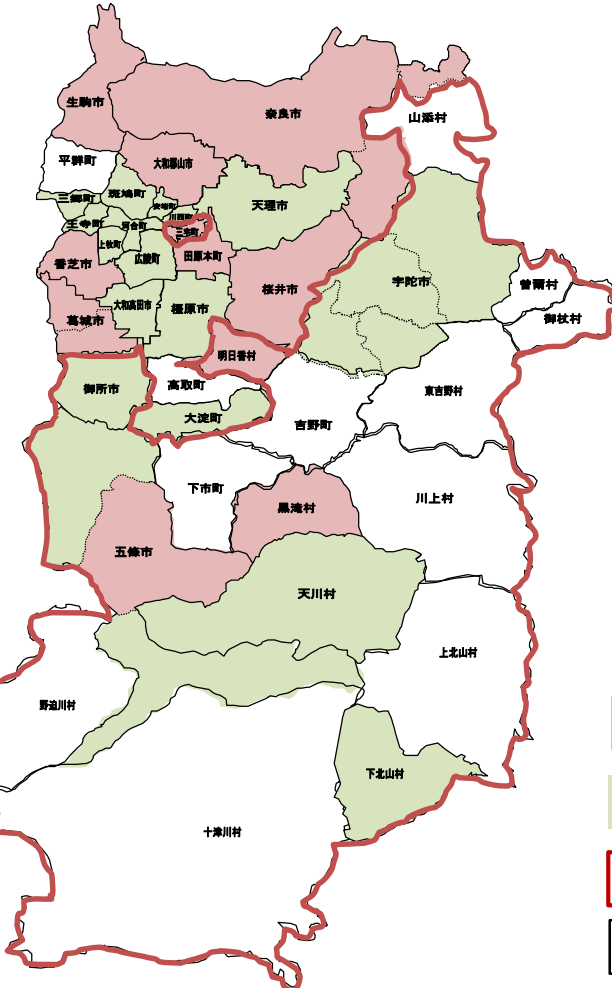 生駒市
奈良市
山添村
平群町
大和郡山市
三郷町
斑鳩町
安堵町
川西町
天理市
王寺町
河合町
三宅町
上牧町
広陵町
田原本町
香芝市
桜井市
宇陀市
曽爾村
御杖村
葛城市
大和高田市
橿原市
明日香村
御所市
高取町
東吉野村
大淀町
吉野町
下市町
黒滝村
川上村
五條市
天川村
上北山村
野迫川村
下北山村
十津川村